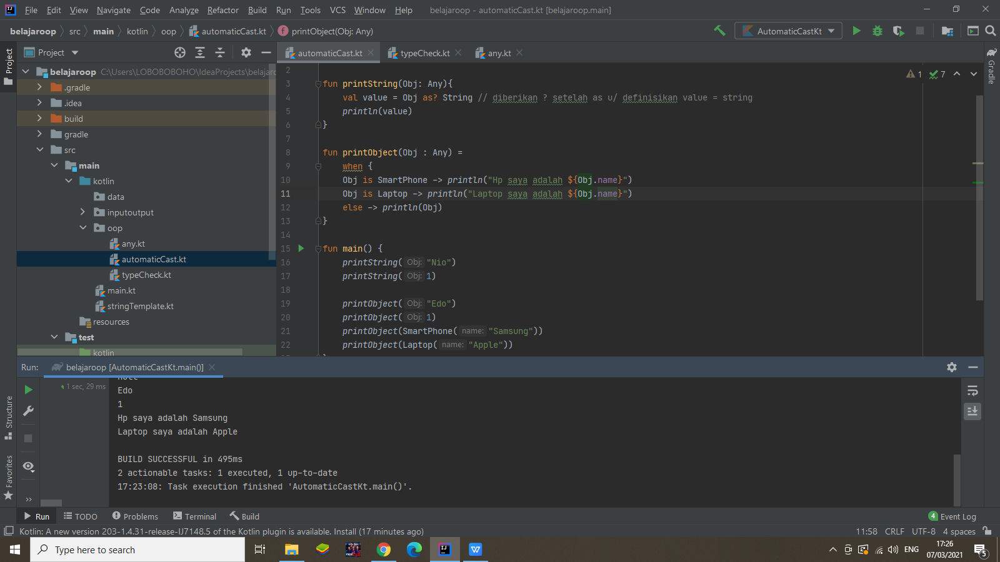 File Edit View Navigate Code Analyze Refactor Build Run Tools VCS Window Help belajaroop - automaticCast.kt [belajaroop.main]
belajaroop src main kotlin oop automaticCast.kt printObject(Obj: Any) AutomaticCastKt
Project automaticCast.kt typeCheck.kt any.kt
Project
Gradle
Structure
Favorites
belajaroop C:\Users\LOBOBOBOHO\IdeaProjects\belajarc
.gradle
.idea
build
gradle
src
main
kotlin
data
inputoutput
oop
any.kt
automaticCast.kt
typeCheck.kt
main.kt
stringTemplate.kt
resources
test
kotlin
1 7
2
3 fun printString(Obj: Any){
4 val value = Obj as? String // diberikan ? setelah as u/ definisikan value = string
5 println(value)
6 }
7
8 fun printObject(Obj : Any) =
9 when {
10 Obj is SmartPhone -> println("Hp saya adalah ${Obj.name}")
11 Obj is Laptop -> println("Laptop saya adalah ${Obj.name}")
12 else -> println(Obj)
13 }
14
15 fun main() {
16 printString( Obj: "Nio")
17 printString( Obj: 1)
18
19 printObject( Obj: "Edo")
20 printObject( Obj: 1)
21 printObject(SmartPhone( name: "Samsung"))
22 printObject(Laptop( name: "Apple"))
Run: belajaroop [AutomaticCastKt.main()]
1 sec, 29 ms
Edo
1
Hp saya adalah Samsung
Laptop saya adalah Apple
BUILD SUCCESSFUL in 495ms
2 actionable tasks: 1 executed, 1 up-to-date
17:23:08: Task execution finished 'AutomaticCastKt.main()'.
Run TODO Problems Terminal Build 4 Event Log
Kotlin: A new version 203-1.4.31-release-IJ7148.5 of the Kotlin plugin is available. Install (17 minutes ago) 11:58 CRLF UTF-8 4 spaces
Type here to search ENG 17:26
07/03/2021 5